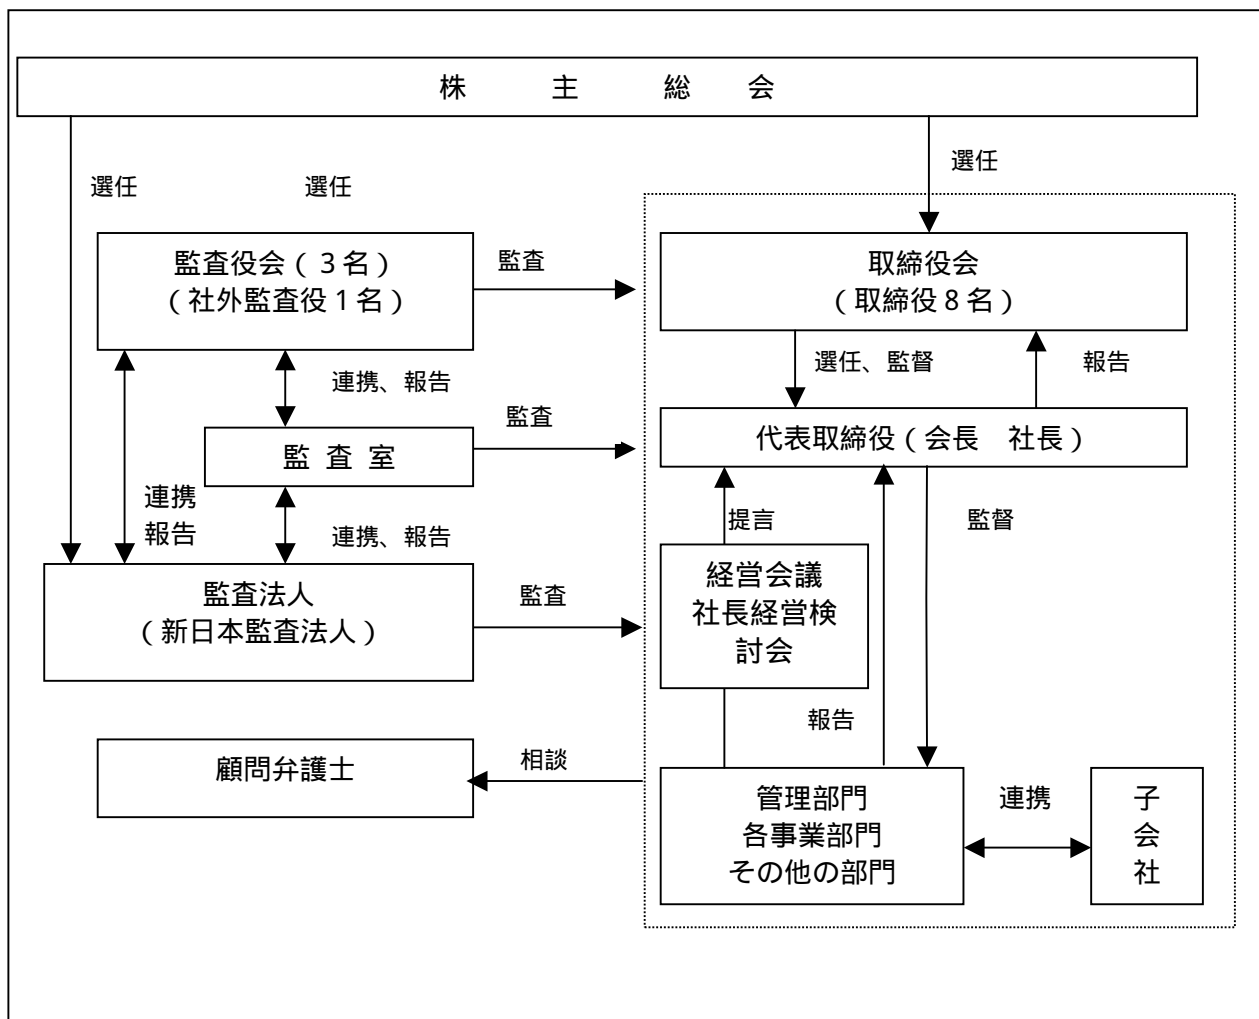 株 主 総 会
選任
選任
選任
監査役会（３名）
（社外監査役１名）
監査
取締役会
（取締役８名）
連携、報告
選任、監督
報告
監 査 室
監査
代表取締役（会長　社長）
連携
報告
連携、報告
提言
監督
監査法人
（新日本監査法人）
監査
経営会議
社長経営検
討会
報告
顧問弁護士
相談
管理部門
各事業部門
その他の部門
連携
子
会
社